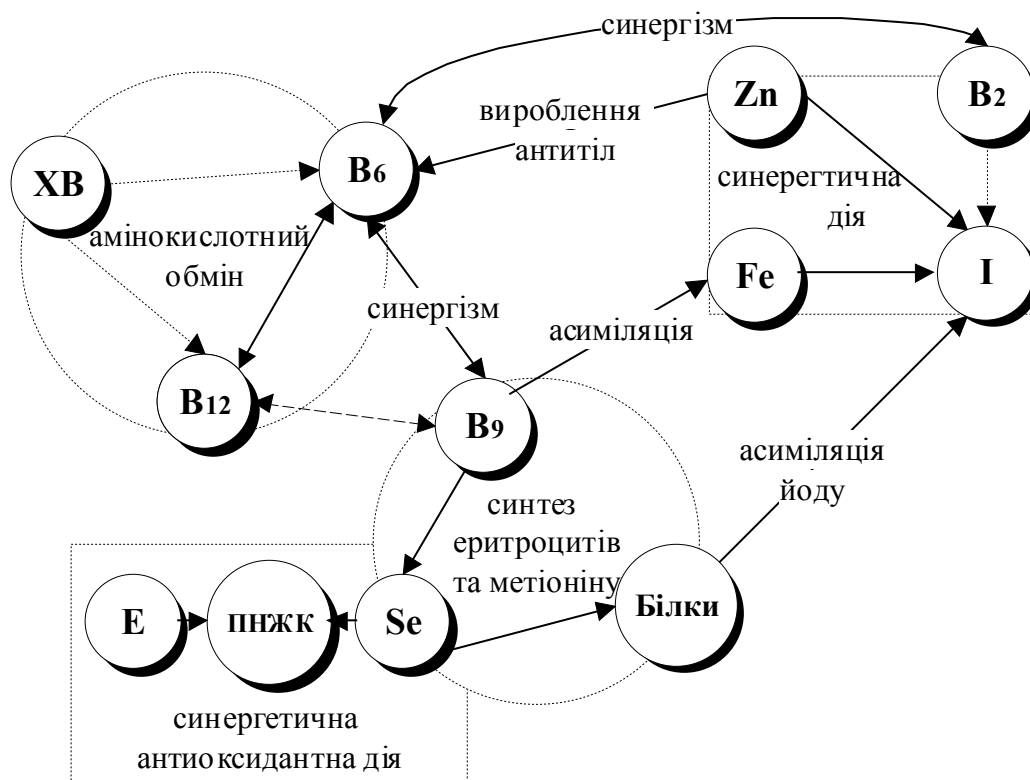 синергізм
Zn
B2
вироблення
антитіл
B6
ХВ
синерегтична
дія
амінокислотний
обмін
Fe
I
синергізм
асиміляція
B12
B9
асиміляція
йоду
синтез
еритроцитів
та метіоніну
E
ПНЖК
Se
Білки
синергетична
антиоксидантна дія